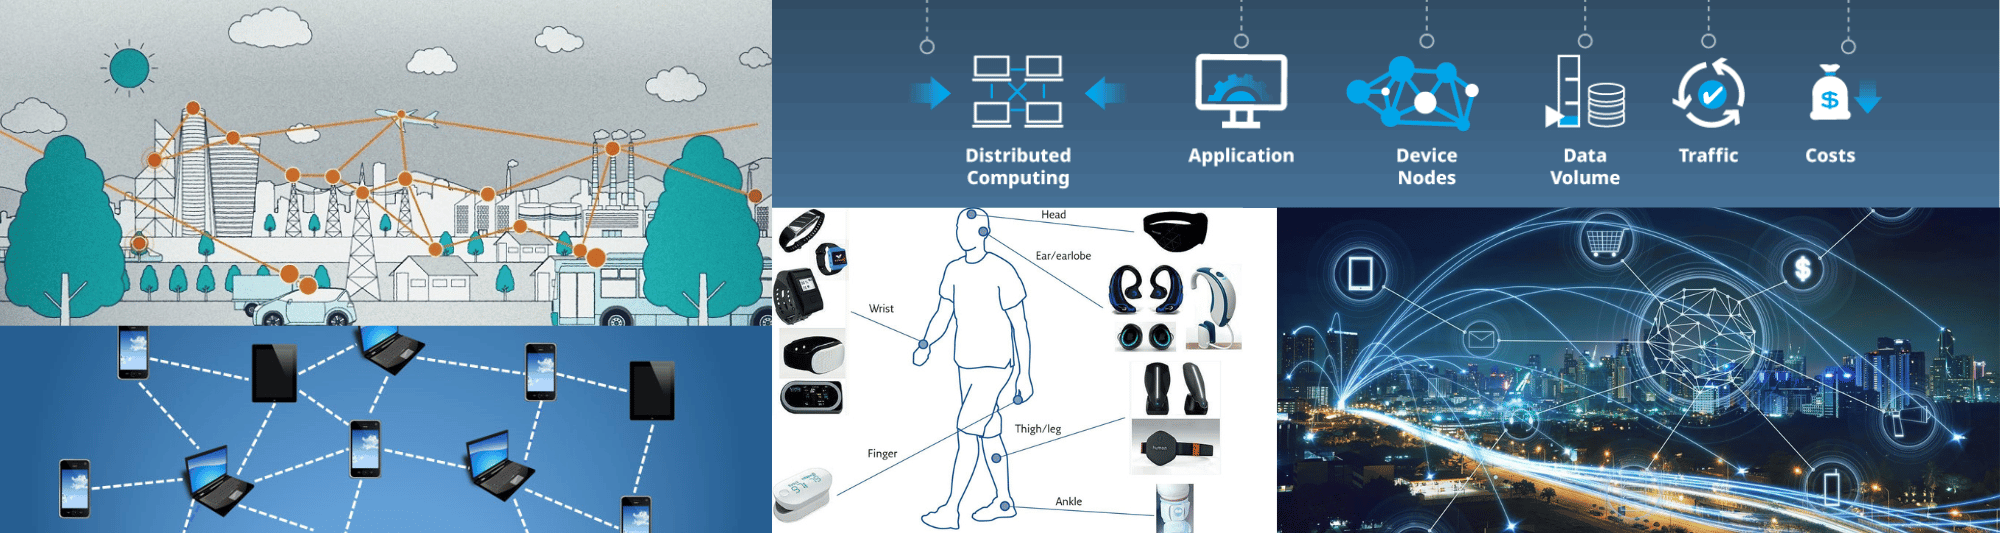 Distributed
Computing
Application
Device
Nodes
Data
Volume
Traffic
Costs
Head
Ear/earlobe
Wrist
Thigh/leg
Finger
Ankle